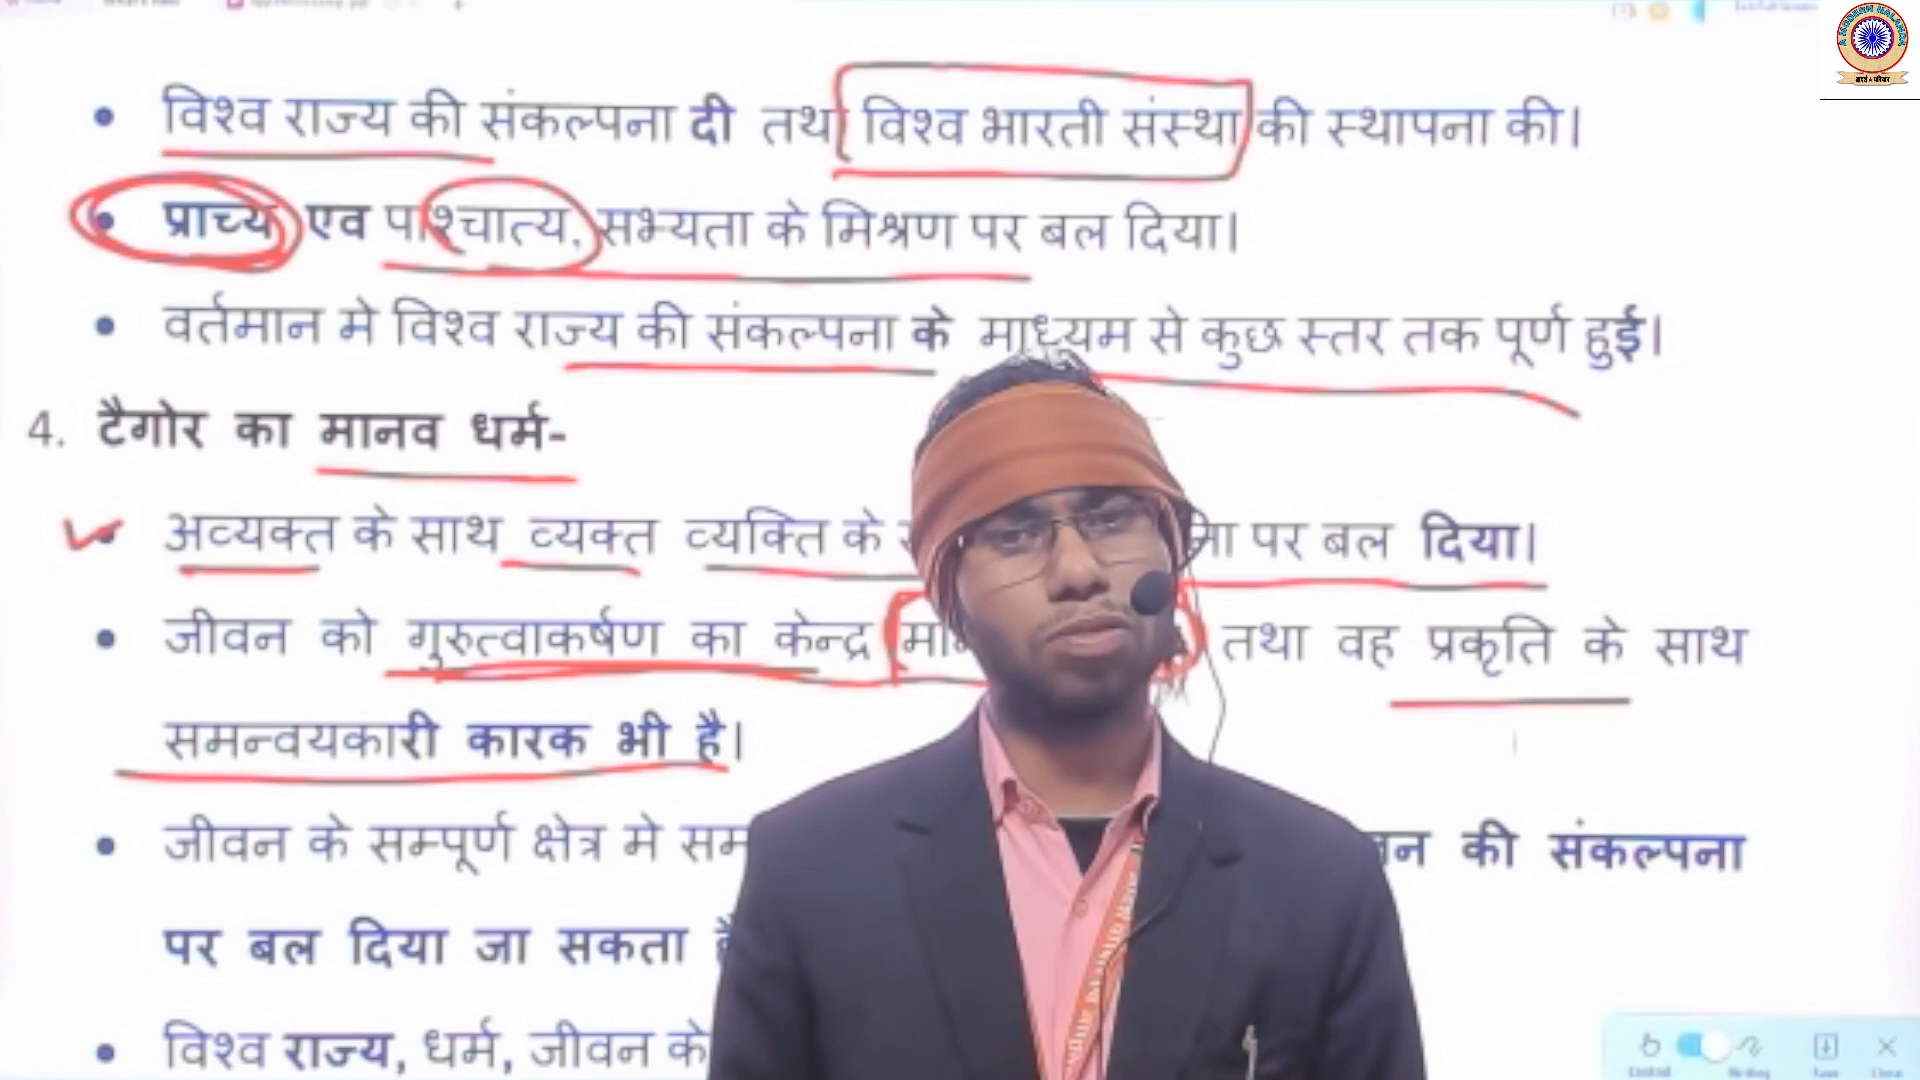 विश्व राज्य की संकल्पना दी तथा विश्व भारती संस्था की स्थापना की।
प्राच्य एव पाश्चात्य, सभ्यता के मिश्रण पर बल दिया।
वर्तमान मे विश्व राज्य की संकल्पना के माध्यम से कुछ स्तर तक पूर्ण हुई।
4. टैगोर का मानव धर्म-
अव्यक्त के साथ व्यक्त व्यक्ति के पर बल दिया।
जीवन को गुरुत्वाकर्षण का केन्द्र तथा वह प्रकृति के साथ
समन्वयकारी कारक भी है।
जीवन के सम्पूर्ण क्षेत्र मे की संकल्पना
पर बल दिया जा सकता
विश्व राज्य, धर्म, जीवन के
A MODERN NALANDA